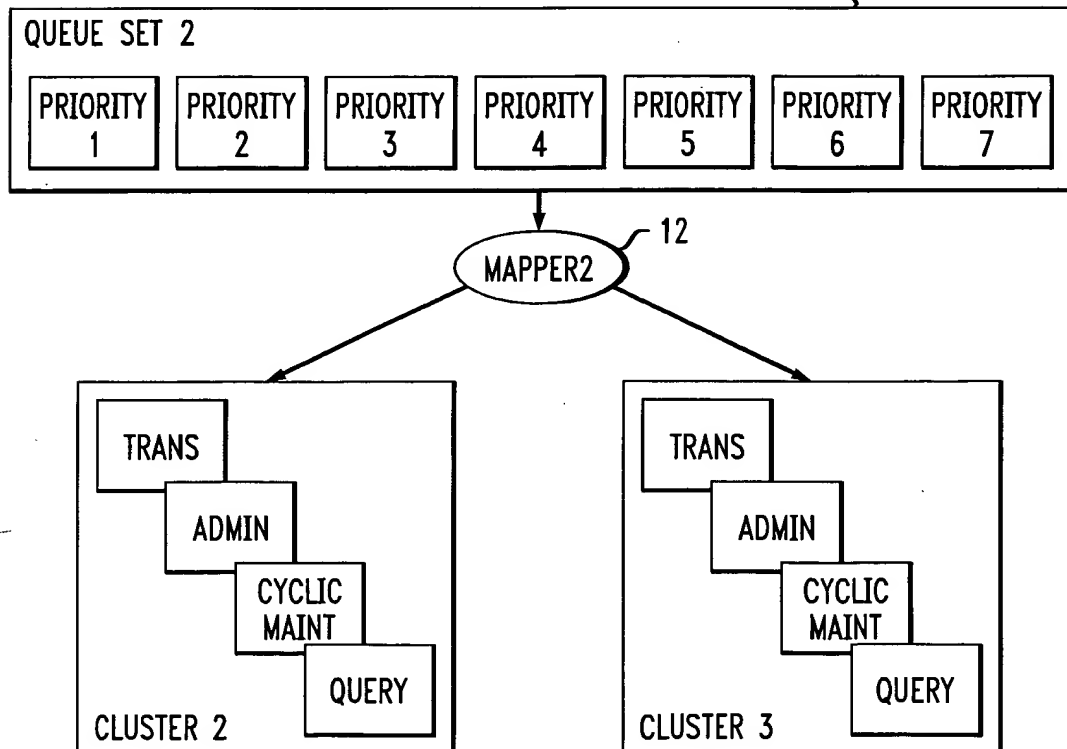 QUEUE SET 2
PRIORITY 1
PRIORITY 2
PRIORITY 3
PRIORITY 4
PRIORITY 5
PRIORITY 6
PRIORITY 7
12
MAPPER2
TRANS
ADMIN
CYCLIC
MAINT
QUERY
CLUSTER 2
TRANS
ADMIN
CYCLIC
MAINT
QUERY
CLUSTER 3